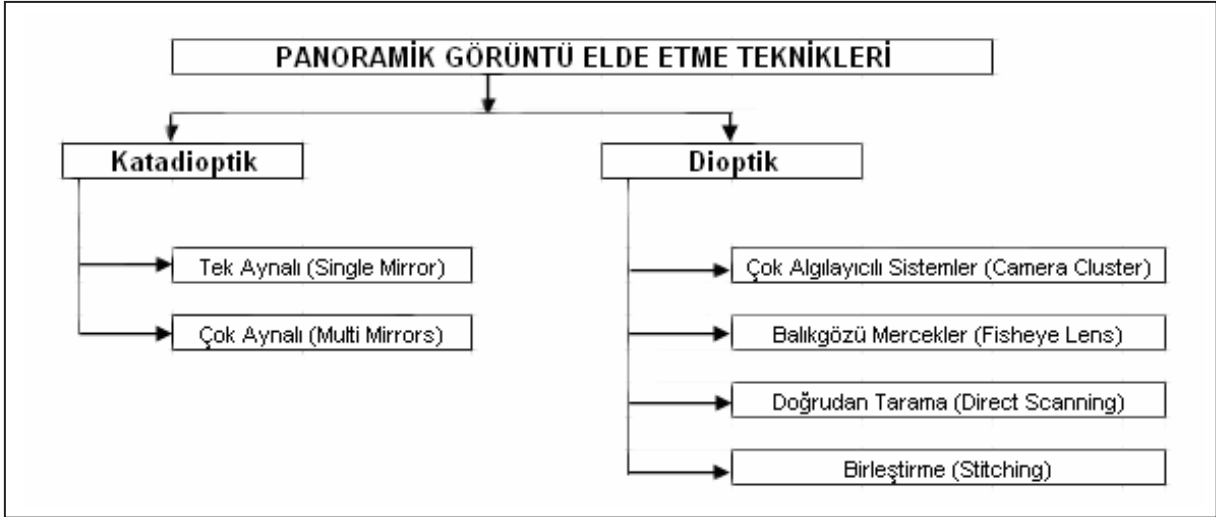 PANORAMİK GÖRÜNTÜ ELDE ETME TEKNİKLERİ
Katadioptik
Tek Aynalı (Single Mirror)
Çok Aynalı (Multi Mirrors)
Dioptik
Çok Algılayıcılı Sistemler (Camera Cluster)
Balıkgözü Mercekler (Fisheye Lens)
Doğrudan Tarama (Direct Scanning)
Birleştirme (Stitching)